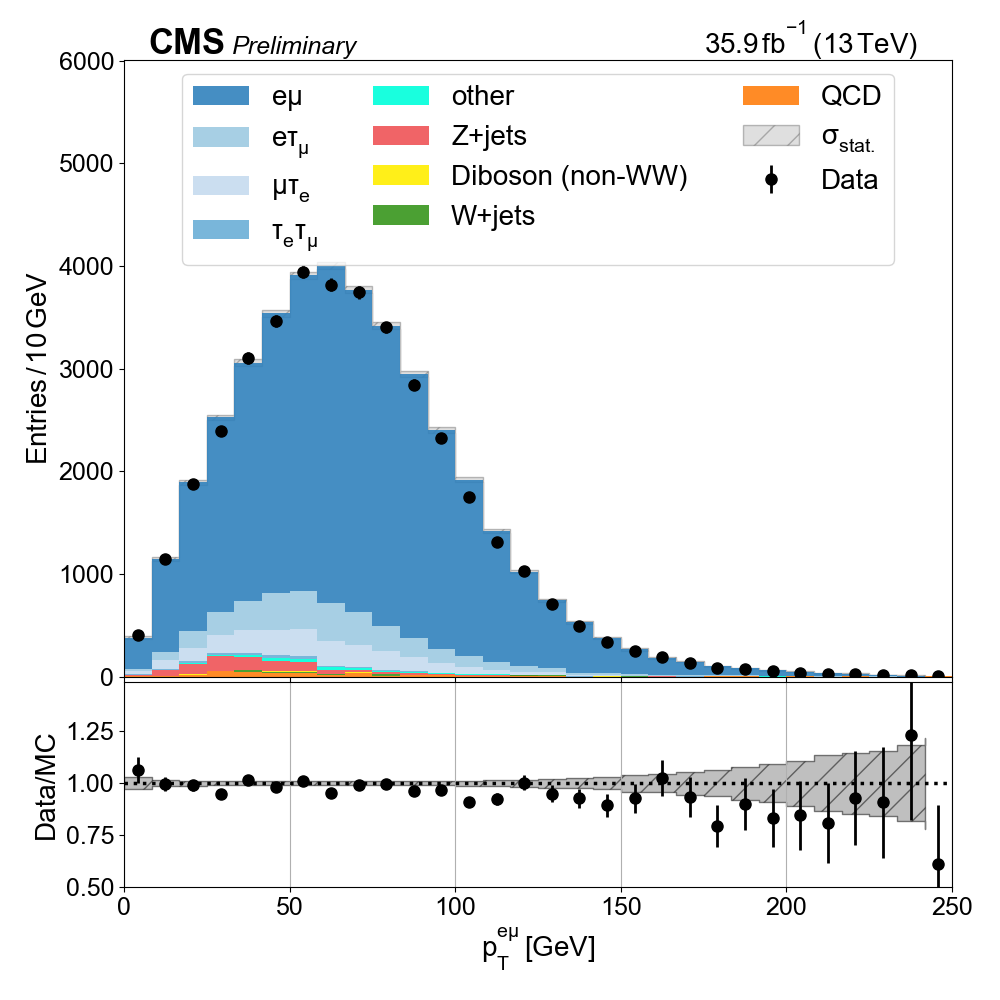 CMS Preliminary 35.9 fb⁻¹ (13 TeV)
6000
5000
4000
3000
2000
1000
0
Entries / 10 GeV
eμ
eτμ
μτe
τeτμ
other
Z+jets
Diboson (non-WW)
W+jets
QCD
σstat.
Data
1.25
1.00
0.75
0.50
Data/MC
0 50 100 150 200 250
pT^eμ [GeV]